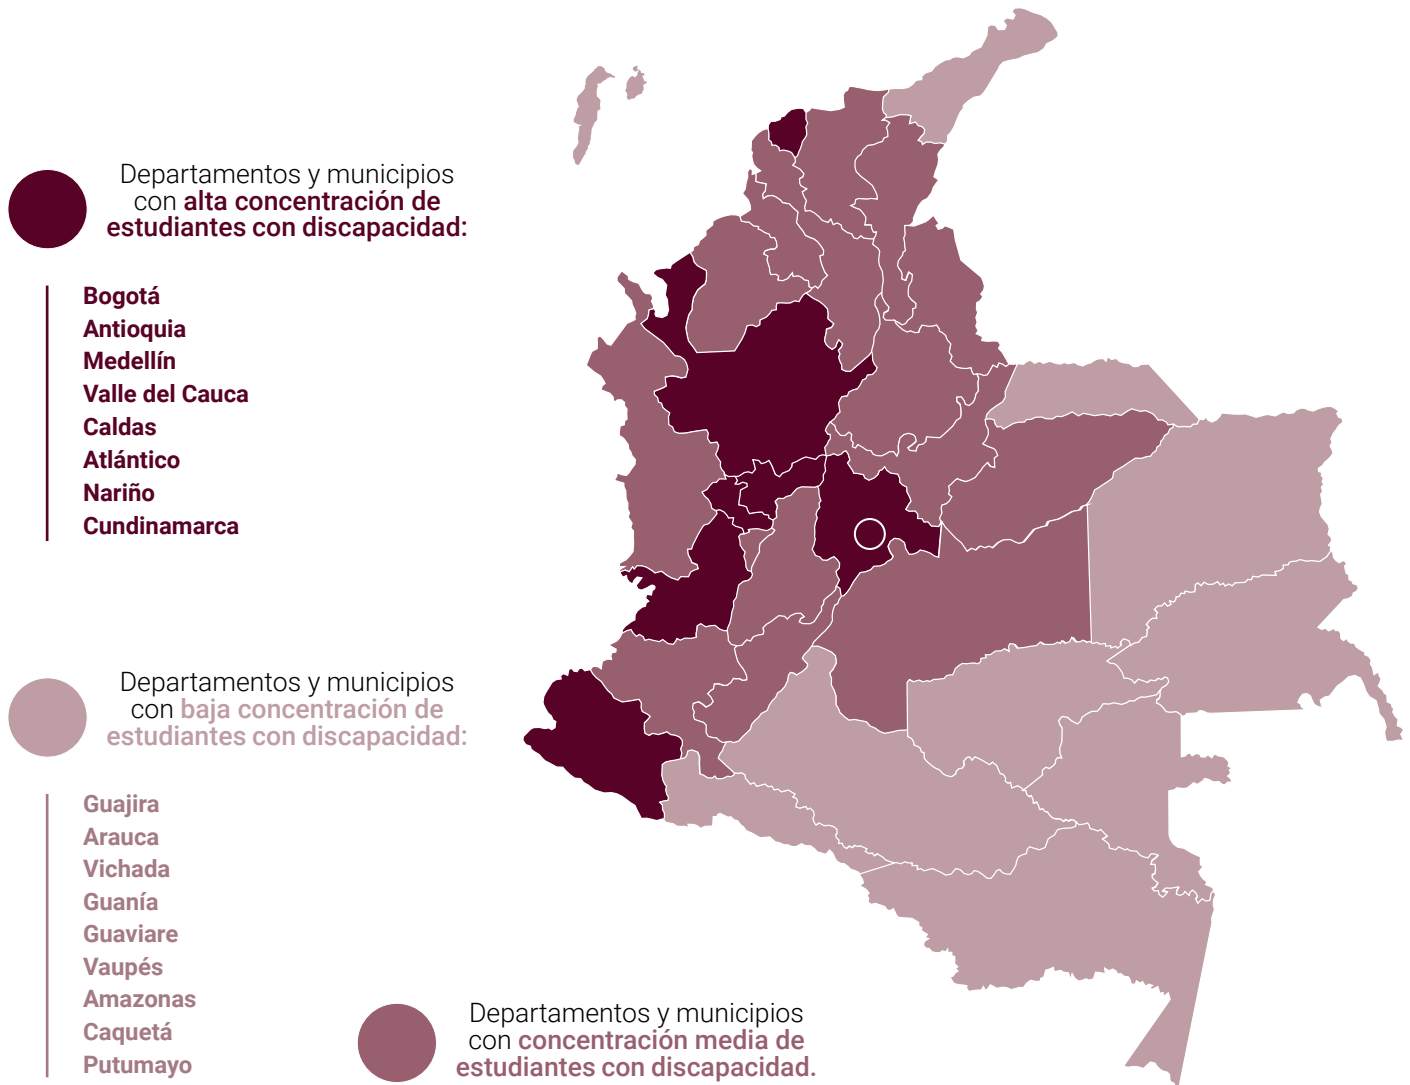 Departamentos y municipios
con alta concentración de
estudiantes con discapacidad:
Bogotá
Antioquia
Medellín
Valle del Cauca
Caldas
Atlántico
Nariño
Cundinamarca
Departamentos y municipios
con baja concentración de
estudiantes con discapacidad:
Guajira
Arauca
Vichada
Guanía
Guaviare
Vaupés
Amazonas
Caquetá
Putumayo
Departamentos y municipios
con concentración media de
estudiantes con discapacidad.